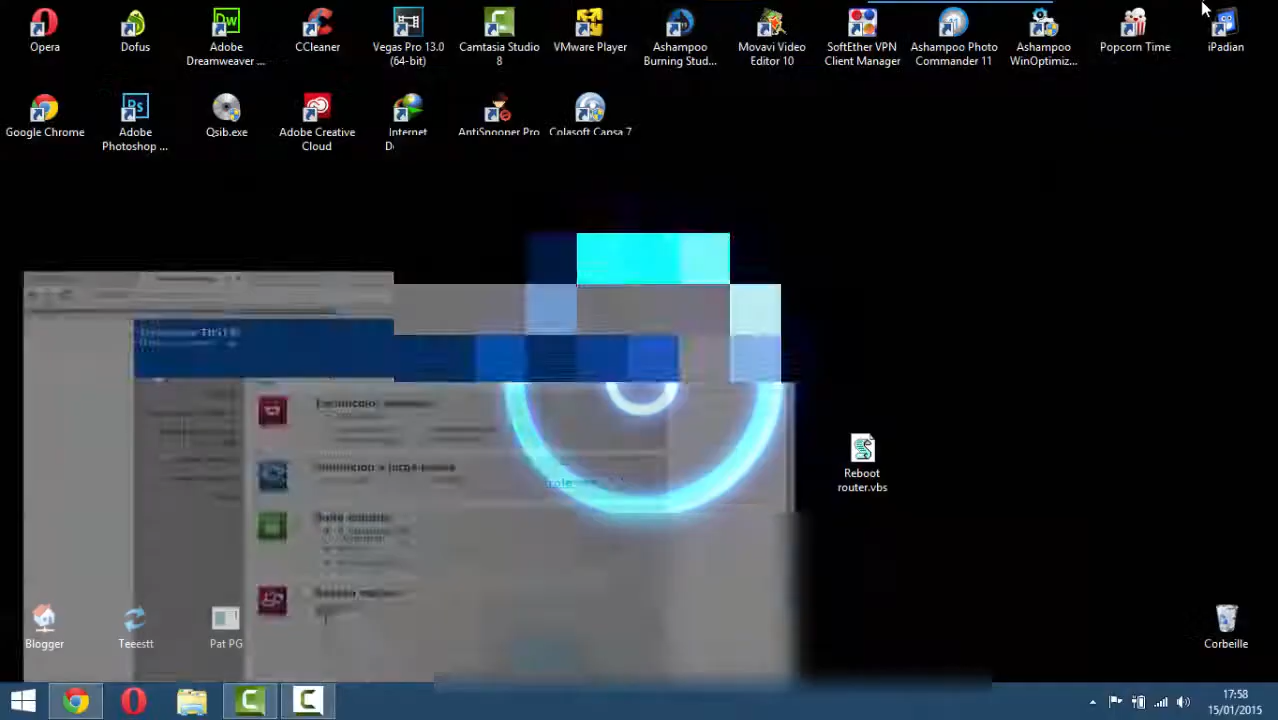 Opera
Dofus
Adobe
Dreamweaver ...
CCleaner
Vegas Pro 13.0
(64-bit)
Camtasia Studio
8
VMware Player
Ashampoo
Burning Stud...
Movavi Video
Editor 10
SoftEther VPN
Client Manager
Ashampoo Photo
Commander 11
Ashampoo
WinOptimiz...
Popcorn Time
iPadian
Google Chrome
Adobe
Photoshop ...
Qsib.exe
Adobe Creative
Cloud
Internet
AntiSnooper Pro
Colasoft Capsa 7
Reboot
router.vbs
Blogger
Teeestt
Pat PG
Corbeille
17:58
15/01/2015